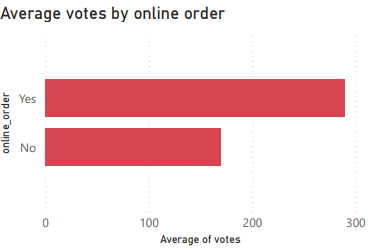 Average votes by online order
online_order
Yes
No
0 100 200 300
Average of votes